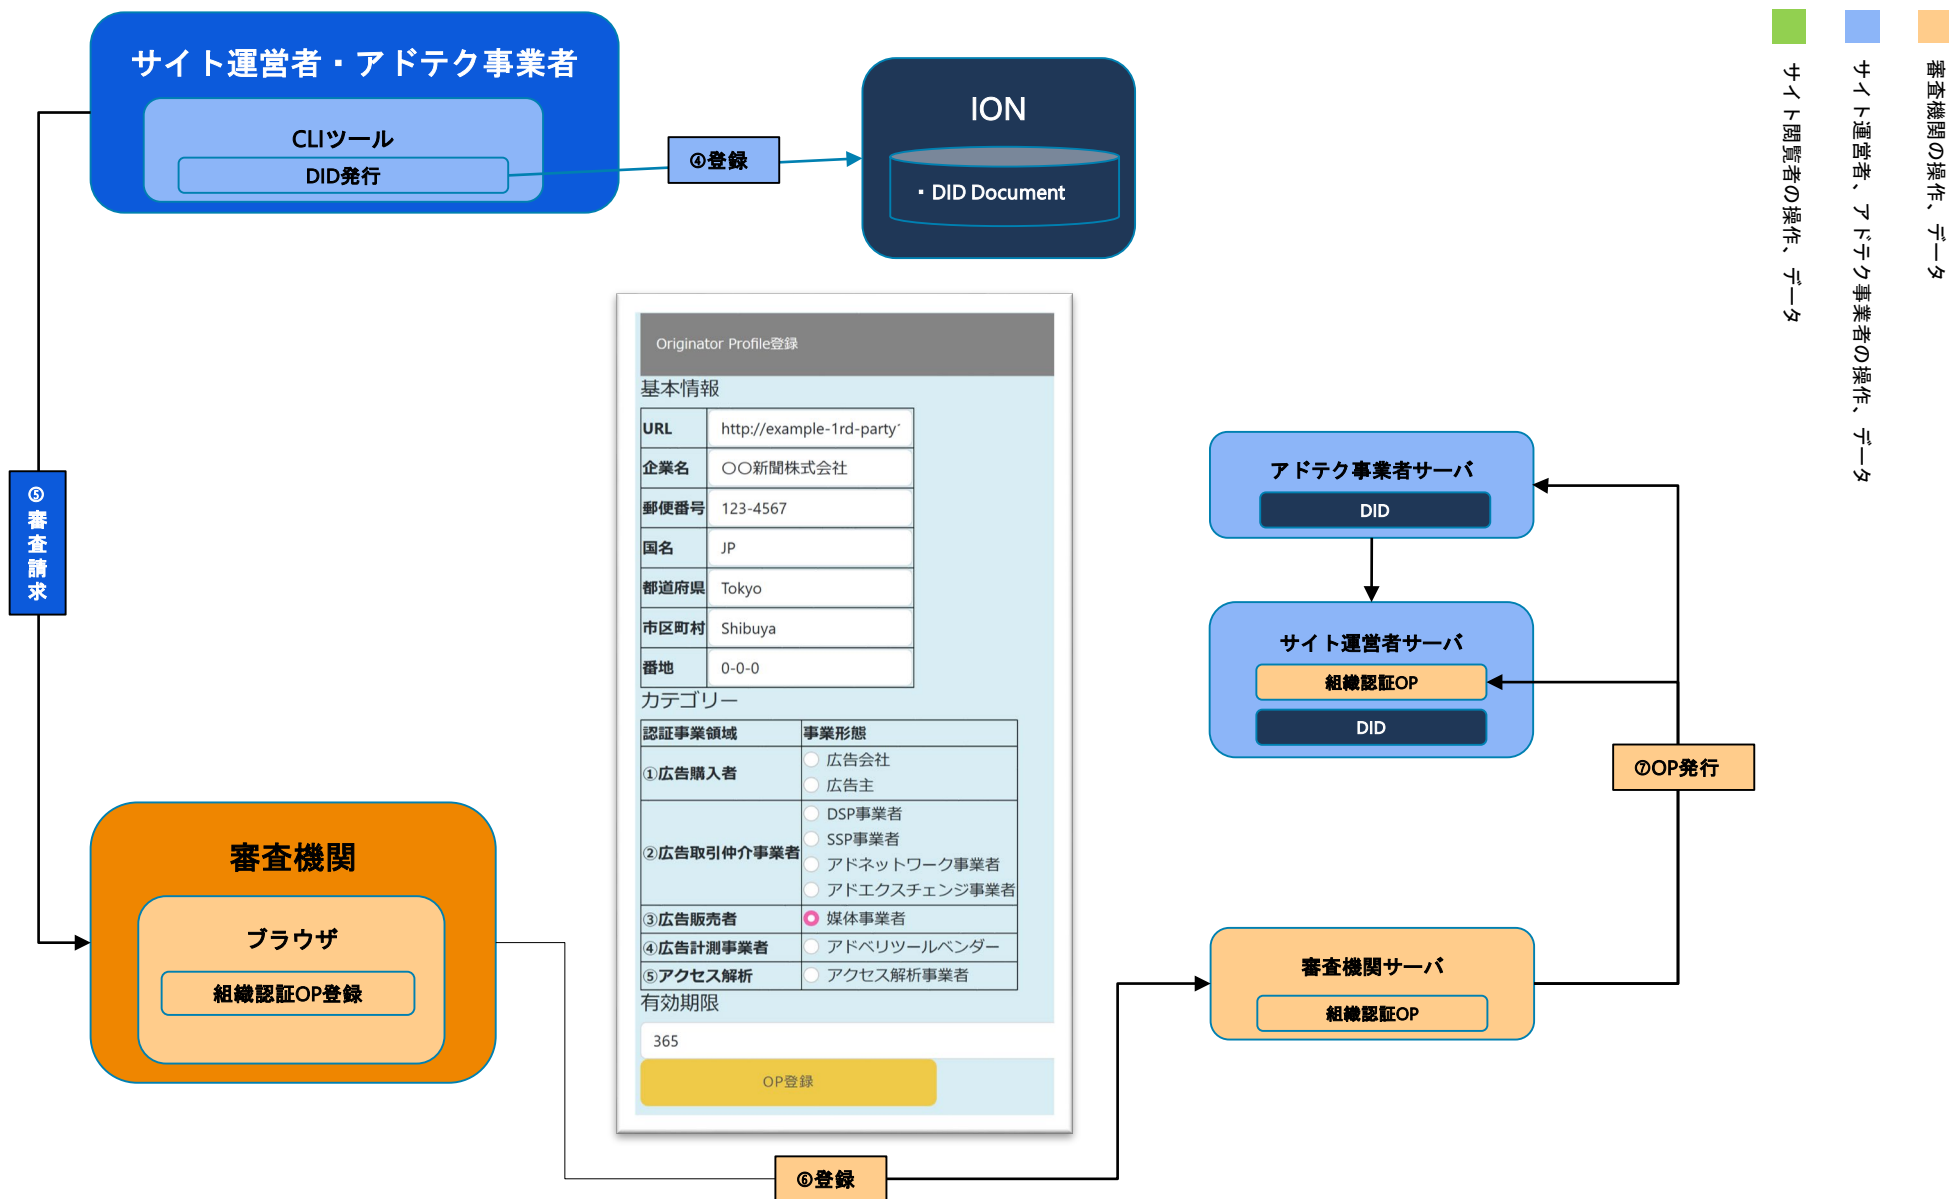 サイト運営者・アドテク事業者
CLIツール
DID発行
④登録
ION
・DID Document
審査機関の操作、データ
サイト運営者、アドテク事業者の操作、データ
サイト閲覧者の操作、データ
⑤審査請求
Originator Profile登録
基本情報
URL http://example-1rd-party
企業名 〇〇新聞株式会社
郵便番号 123-4567
国名 JP
都道府県 Tokyo
市区町村 Shibuya
番地 0-0-0
カテゴリー
認証事業領域 事業形態
①広告購入者
広告会社
広告主
②広告取引仲介事業者
DSP事業者
SSP事業者
アドネットワーク事業者
アドエクスチェンジ事業者
③広告販売者 媒体事業者
④広告計測事業者 アドベリツールベンダー
⑤アクセス解析 アクセス解析事業者
有効期限
365
OP登録
アドテク事業者サーバ
DID
サイト運営者サーバ
組織認証OP
DID
⑦OP発行
審査機関
ブラウザ
組織認証OP登録
審査機関サーバ
組織認証OP
⑥登録